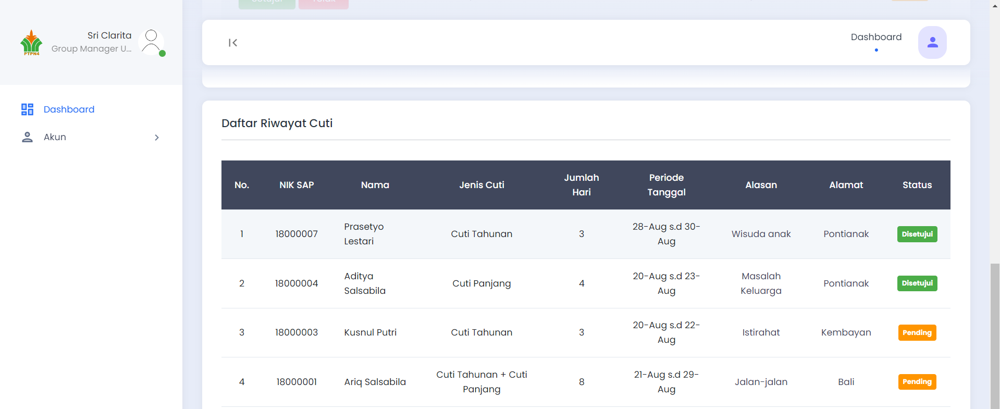 Setujui
Tolak
PTPN4
Sri Clarita
Group Manager U...
Dashboard
Akun
Dashboard
Daftar Riwayat Cuti
No. NIK SAP Nama Jenis Cuti Jumlah Hari Periode Tanggal Alasan Alamat Status
1 18000007 Prasetyo Lestari Cuti Tahunan 3 28-Aug s.d 30-Aug Wisuda anak Pontianak Disetujui
2 18000004 Aditya Salsabila Cuti Panjang 4 20-Aug s.d 23-Aug Masalah Keluarga Pontianak Disetujui
3 18000003 Kusnul Putri Cuti Tahunan 3 20-Aug s.d 22-Aug Istirahat Kembayan Pending
4 18000001 Ariq Salsabila Cuti Tahunan + Cuti Panjang 8 21-Aug s.d 29-Aug Jalan-jalan Bali Pending